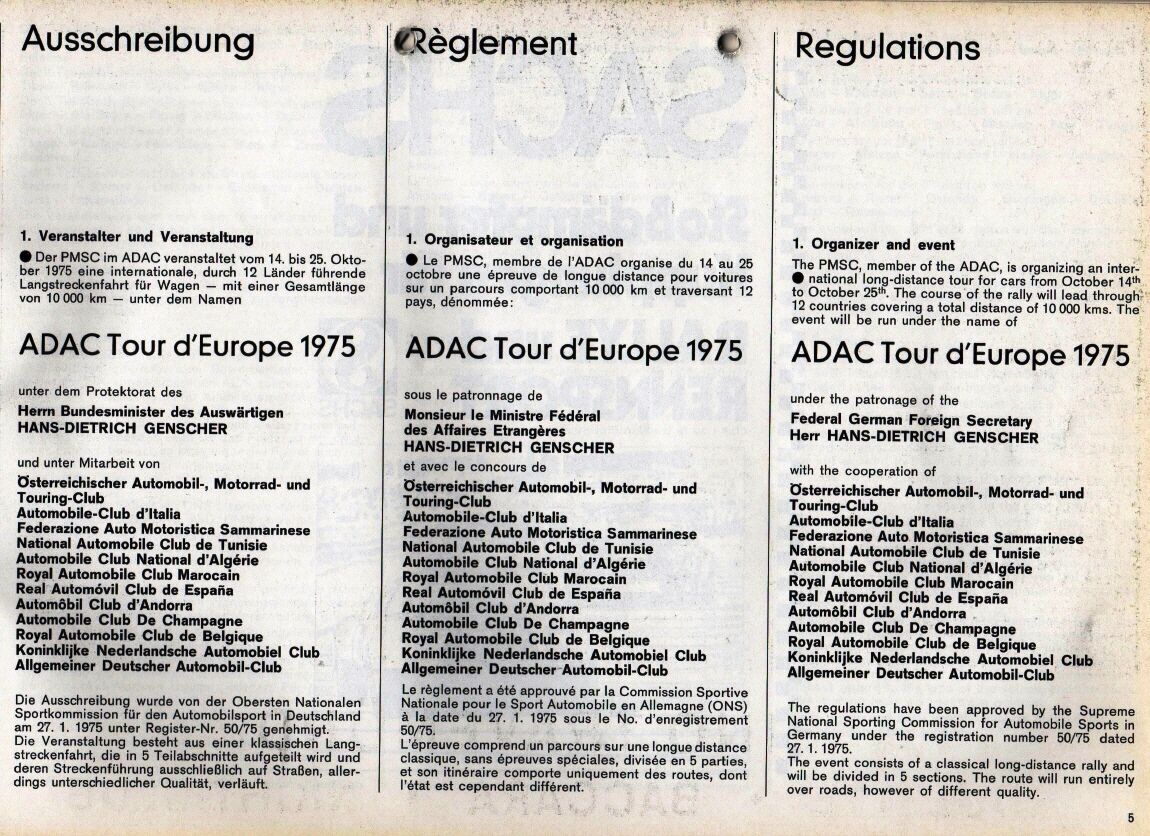 Ausschreibung
1. Veranstalter und Veranstaltung
● Der PMSC im ADAC veranstaltet vom 14. bis 25. Okto-
ber 1975 eine internationale, durch 12 Länder führende
Langstreckenfahrt für Wagen — mit einer Gesamtlänge
von 10 000 km — unter dem Namen
ADAC Tour d'Europe 1975
unter dem Protektorat des
Herrn Bundesminister des Auswärtigen
HANS-DIETRICH GENSCHER
und unter Mitarbeit von
Österreichischer Automobil-, Motorrad- und
Touring-Club
Automobile-Club d'Italia
Federazione Auto Motoristica Sammarinese
National Automobile Club de Tunisie
Automobile Club National d'Algérie
Royal Automobile Club Marocain
Real Automóvil Club de España
Automôbil Club d'Andorra
Automobile Club De Champagne
Royal Automobile Club de Belgique
Koninklijke Nederlandsche Automobiel Club
Allgemeiner Deutscher Automobil-Club
Die Ausschreibung wurde von der Obersten Nationalen
Sportkommission für den Automobilsport in Deutschland
am 27. 1. 1975 unter Register-Nr. 50/75 genehmigt.
Die Veranstaltung besteht aus einer klassischen Lang-
streckenfahrt, die in 5 Teilabschnitte aufgeteilt wird und
deren Streckenführung ausschließlich auf Straßen, aller-
dings unterschiedlicher Qualität, verläuft.
Règlement
1. Organisateur et organisation
● Le PMSC, membre de l'ADAC organise du 14 au 25
octobre une épreuve de longue distance pour voitures
sur un parcours comportant 10 000 km et traversant 12
pays, dénommée:
ADAC Tour d'Europe 1975
sous le patronnage de
Monsieur le Ministre Fédéral
des Affaires Etrangères
HANS-DIETRICH GENSCHER
et avec le concours de
Österreichischer Automobil-, Motorrad- und
Touring-Club
Automobile-Club d'Italia
Federazione Auto Motoristica Sammarinese
National Automobile Club de Tunisie
Automobile Club National d'Algérie
Royal Automobile Club Marocain
Real Automóvil Club de España
Automôbil Club d'Andorra
Automobile Club De Champagne
Royal Automobile Club de Belgique
Koninklijke Nederlandsche Automobiel Club
Allgemeiner Deutscher Automobil-Club
Le règlement a été approuvé par la Commission Sportive
Nationale pour le Sport Automobile en Allemagne (ONS)
à la date du 27. 1. 1975 sous le No. d'enregistrement
50/75.
L'épreuve comprend un parcours sur une longue distance
classique, sans épreuves spéciales, divisée en 5 parties,
et son itinéraire comporte uniquement des routes, dont
l'état est cependant différent.
Regulations
1. Organizer and event
The PMSC, member of the ADAC, is organizing an inter-
● national long-distance tour for cars from October 14th
to October 25th. The course of the rally will lead through
12 countries covering a total distance of 10 000 kms. The
event will be run under the name of
ADAC Tour d'Europe 1975
under the patronage of the
Federal German Foreign Secretary
Herr HANS-DIETRICH GENSCHER
with the cooperation of
Österreichischer Automobil-, Motorrad- und
Touring-Club
Automobile-Club d'Italia
Federazione Auto Motoristica Sammarinese
National Automobile Club de Tunisie
Automobile Club National d'Algérie
Royal Automobile Club Marocain
Real Automóvil Club de España
Automôbil Club d'Andorra
Automobile Club De Champagne
Royal Automobile Club de Belgique
Koninklijke Nederlandsche Automobiel Club
Allgemeiner Deutscher Automobil-Club
The regulations have been approved by the Supreme
National Sporting Commission for Automobile Sports in
Germany under the registration number 50/75 dated
27. 1. 1975.
The event consists of a classical long-distance rally and
will be divided in 5 sections. The route will run entirely
over roads, however of different quality.
5